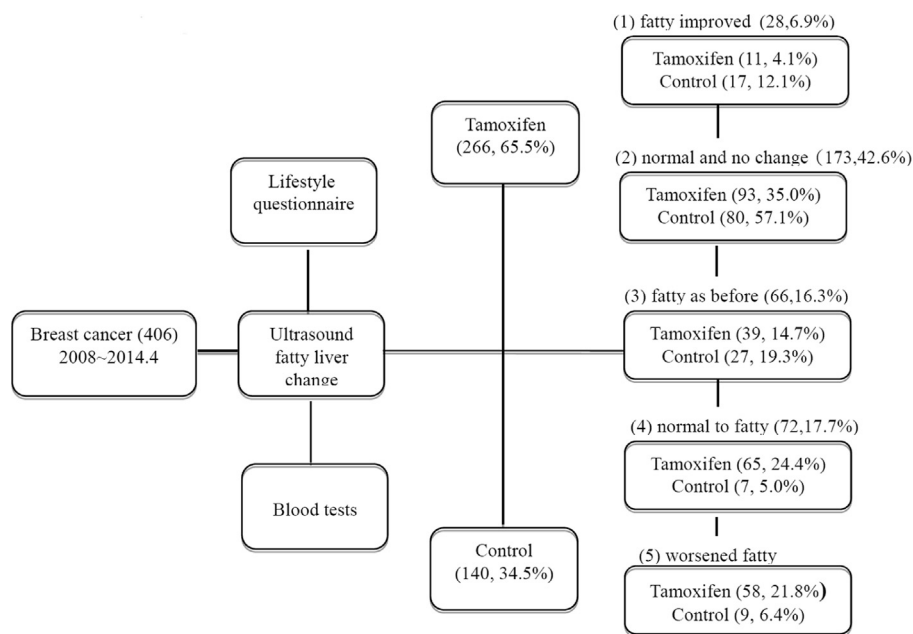 Breast cancer (406)
2008~2014.4
Lifestyle
questionnaire
Ultrasound
fatty liver
change
Blood tests
Tamoxifen
(266, 65.5%)
Control
(140, 34.5%)
(1) fatty improved (28,6.9%)
Tamoxifen (11, 4.1%)
Control (17, 12.1%)
(2) normal and no change (173,42.6%)
Tamoxifen (93, 35.0%)
Control (80, 57.1%)
(3) fatty as before (66,16.3%)
Tamoxifen (39, 14.7%)
Control (27, 19.3%)
(4) normal to fatty (72,17.7%)
Tamoxifen (65, 24.4%)
Control (7, 5.0%)
(5) worsened fatty
Tamoxifen (58, 21.8%)
Control (9, 6.4%)